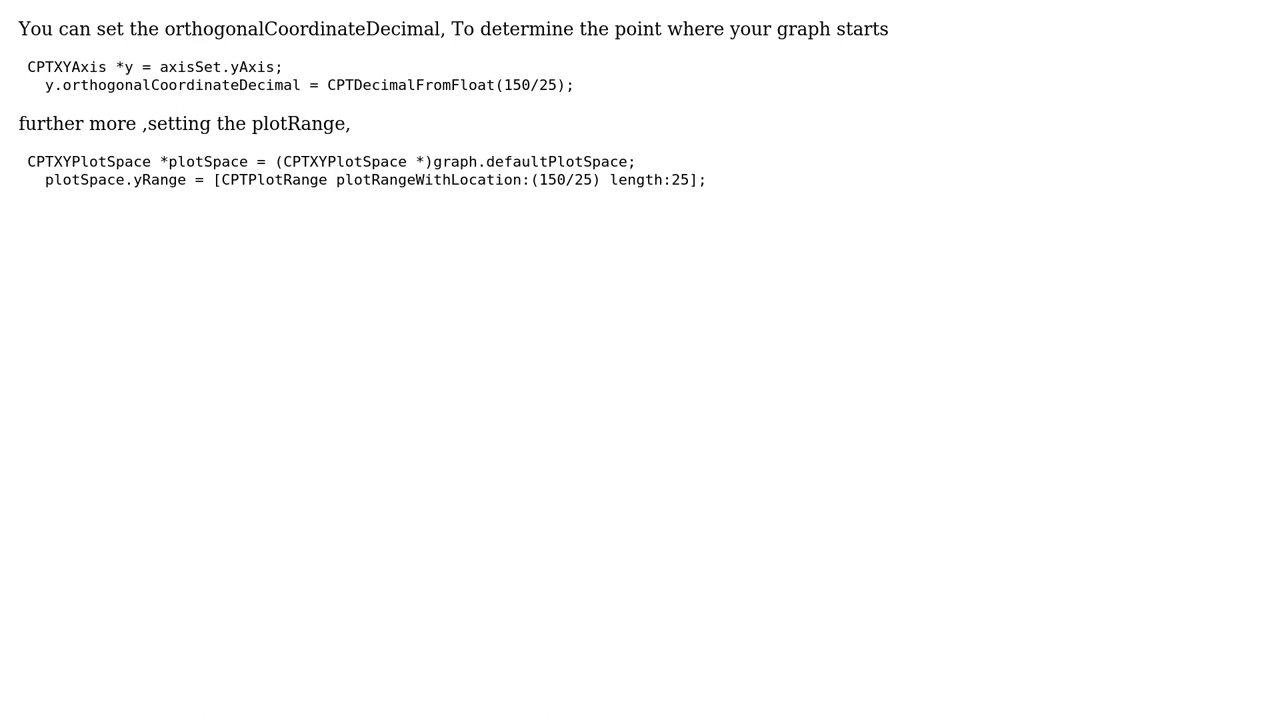 You can set the orthogonalCoordinateDecimal, To determine the point where your graph starts
CPTXYAxis *y = axisSet.yAxis;
y.orthogonalCoordinateDecimal = CPTDecimalFromFloat(150/25);
further more ,setting the plotRange,
CPTXYPlotSpace *plotSpace = (CPTXYPlotSpace *)graph.defaultPlotSpace;
plotSpace.yRange = [CPTPlotRange plotRangeWithLocation:(150/25) length:25];